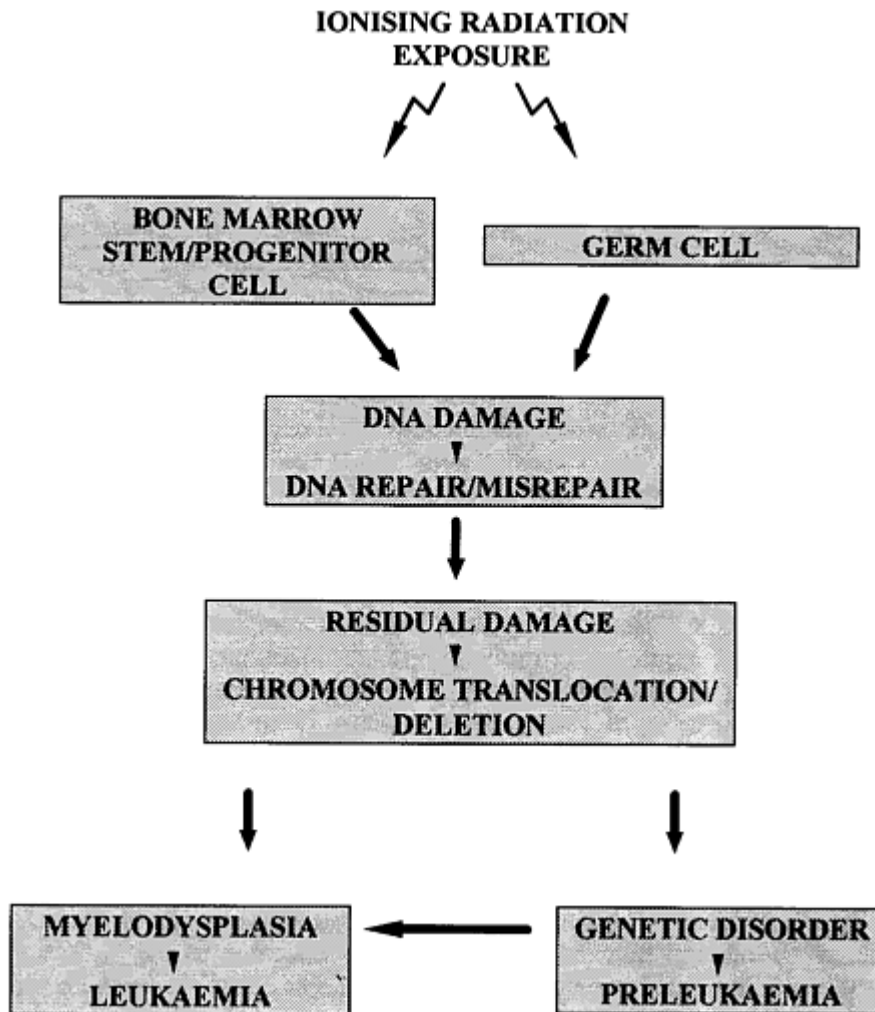 IONISING RADIATION
EXPOSURE
BONE MARROW
STEM/PROGENITOR
CELL
GERM CELL
DNA DAMAGE
DNA REPAIR/MISREPAIR
RESIDUAL DAMAGE
CHROMOSOME TRANSLOCATION/
DELETION
MYELODYSPLASIA
LEUKAEMIA
GENETIC DISORDER
PRELEUKAEMIA